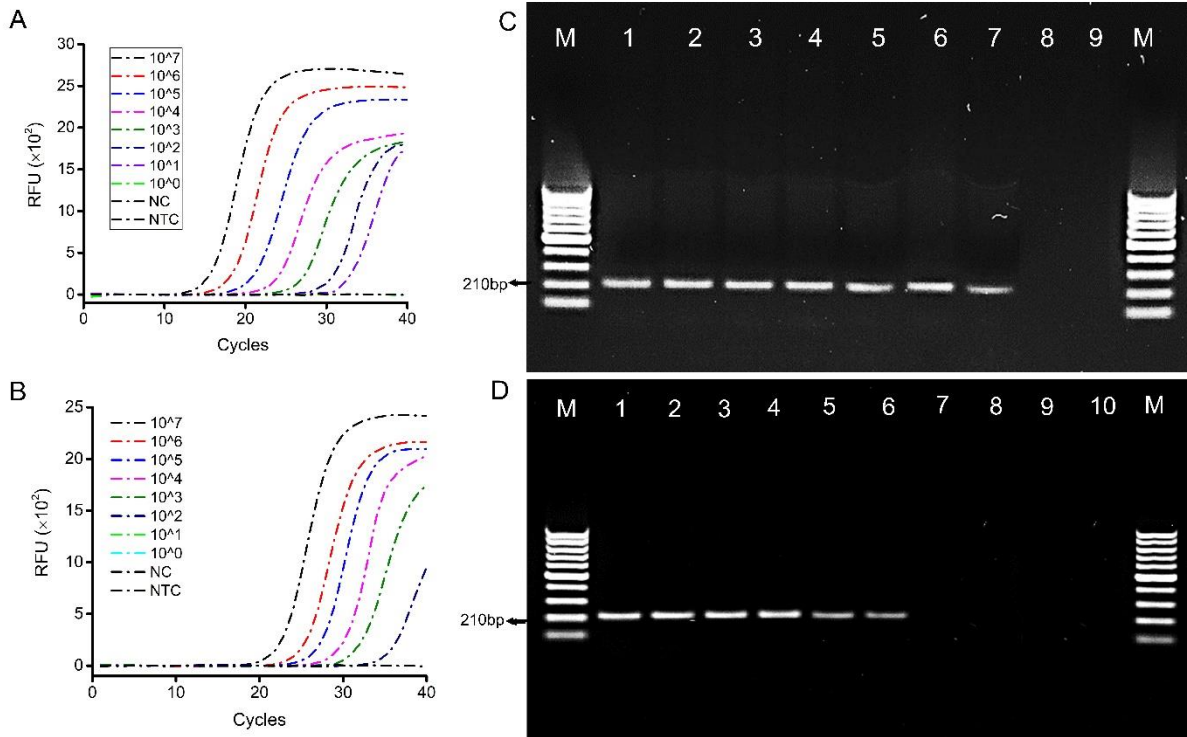 A
30
25
20
15
10
5
0
RFU (×10²)
10^7
10^6
10^5
10^4
10^3
10^2
10^1
10^0
NC
NTC
0 10 20 30 40
Cycles
B
25
20
15
10
5
0
RFU (×10²)
10^7
10^6
10^5
10^4
10^3
10^2
10^1
10^0
NC
NTC
0 10 20 30 40
Cycles
C
M 1 2 3 4 5 6 7 8 9 M
210bp
D
M 1 2 3 4 5 6 7 8 9 10 M
210bp